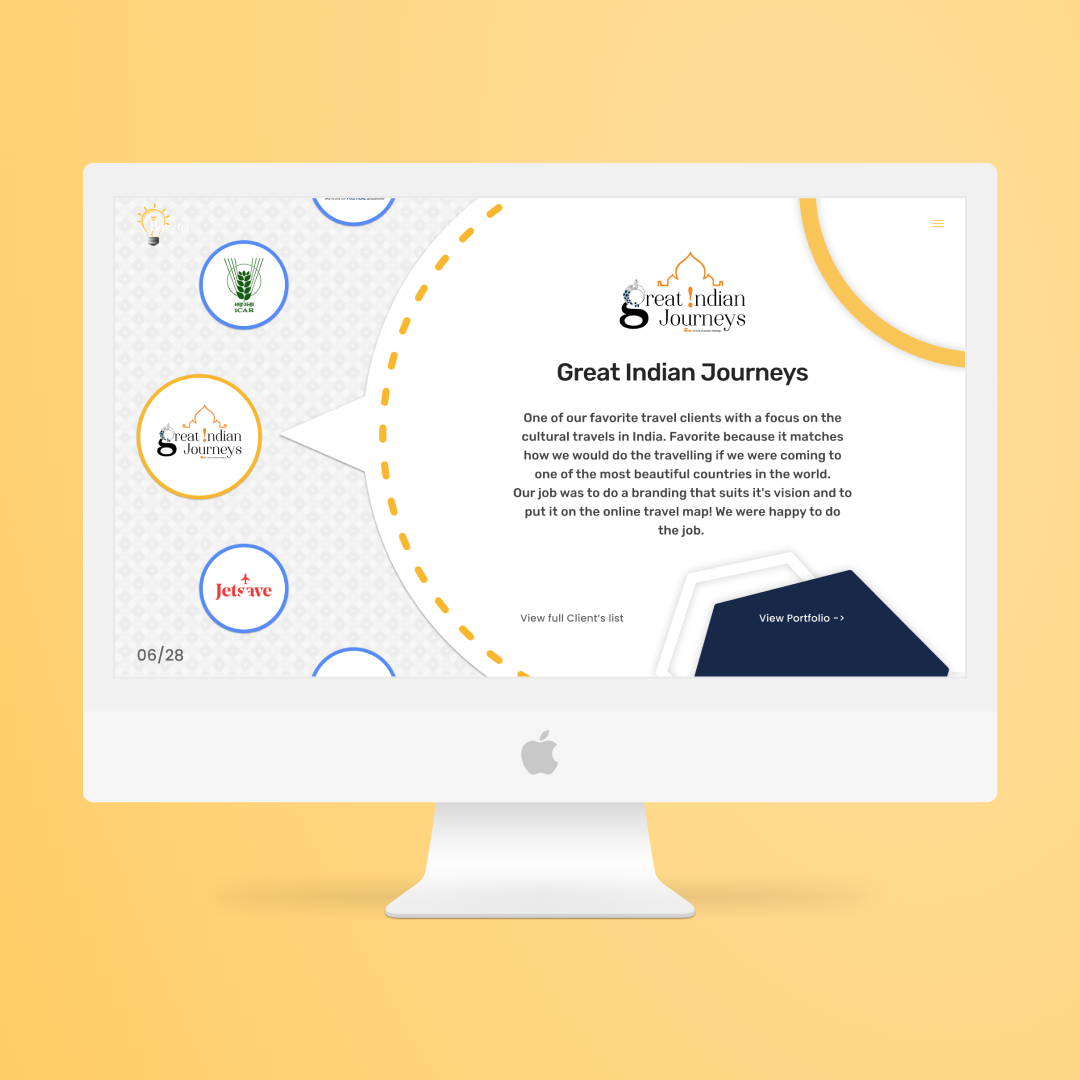 भाकृअनुप
ICAR
great Indian
Journeys
Jetsave
06/28
great Indian
Journeys
Great Indian Journeys
One of our favorite travel clients with a focus on the
cultural travels in India. Favorite because it matches
how we would do the travelling if we were coming to
one of the most beautiful countries in the world.
Our job was to do a branding that suits it's vision and to
put it on the online travel map! We were happy to do
the job.
View full Client's list
View Portfolio ->